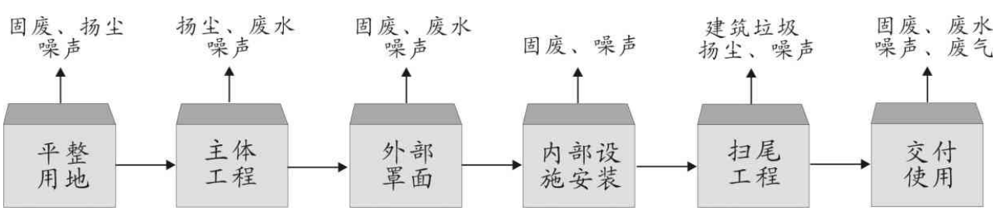 固废、扬尘
噪声
扬尘、废水
噪声
固废、废水
噪声
固废、噪声
建筑垃圾
扬尘、噪声
固废、废水
噪声、废气
平整
用地
主体
工程
外部
罩面
内部设
施安装
扫尾
工程
交付
使用